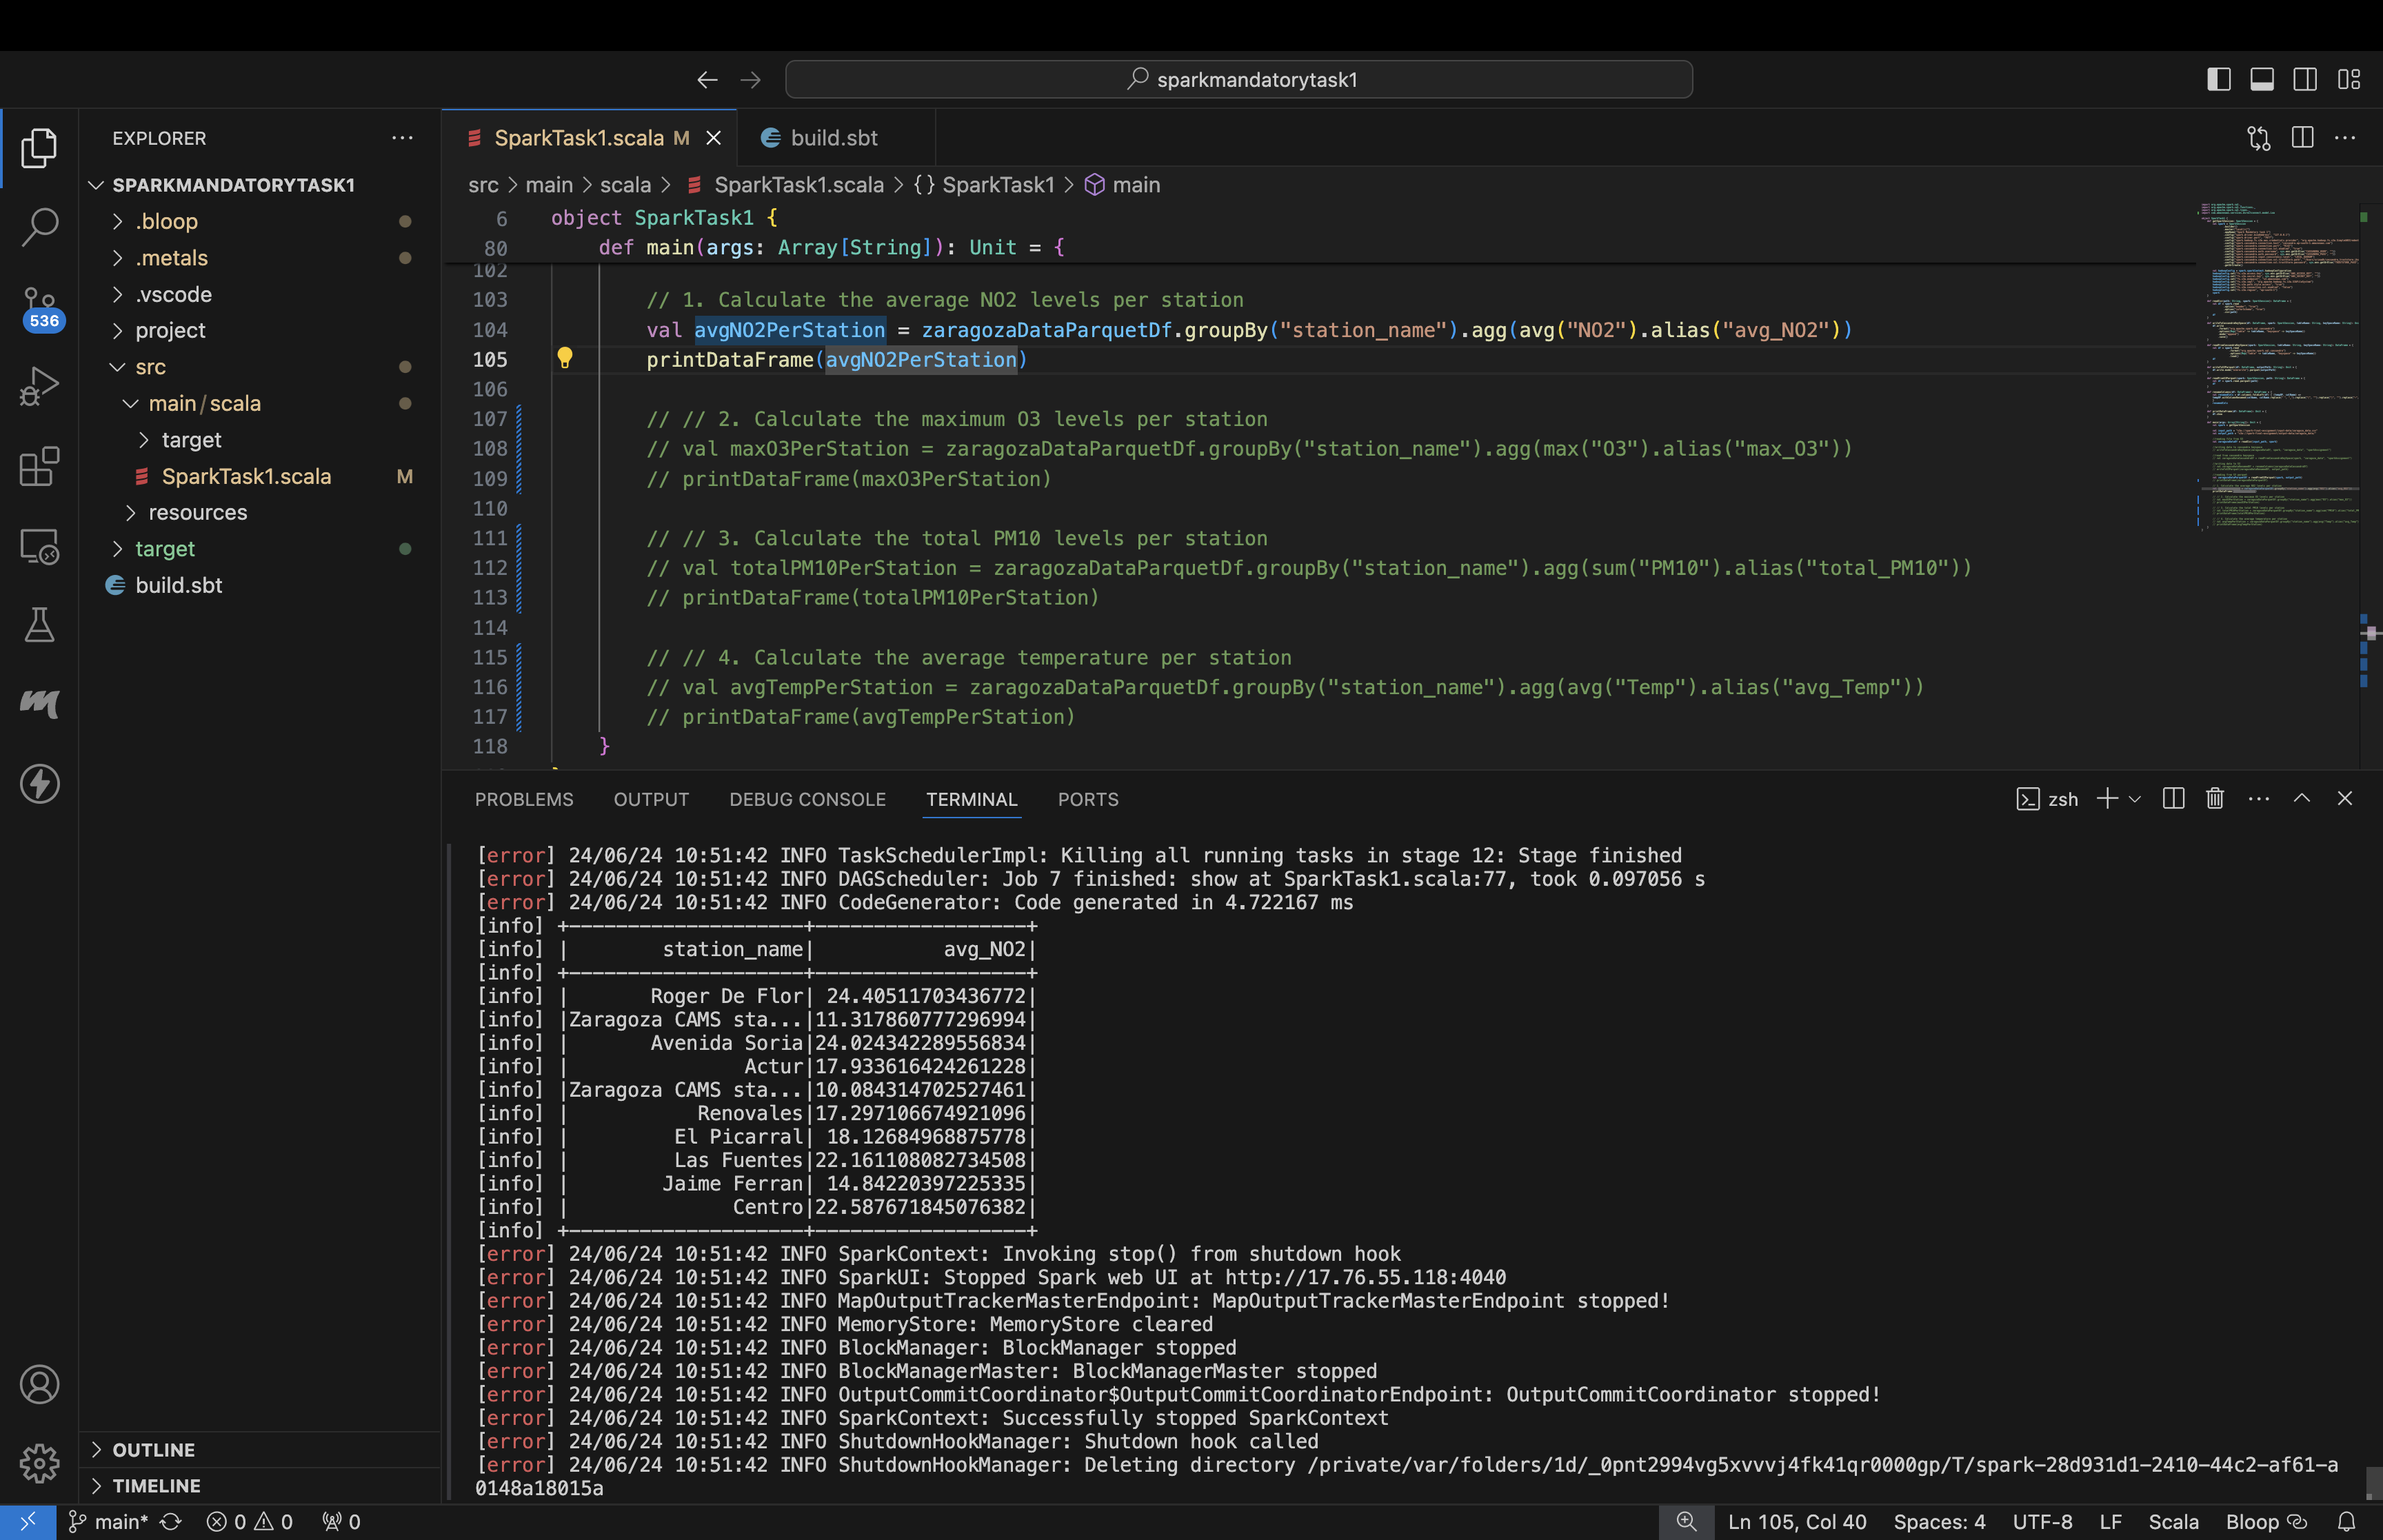 sparkmandatorytask1
EXPLORER
SPARKMANDATORYTASK1
.bloop
.metals
.vscode
project
src
main/scala
target
SparkTask1.scala M
resources
target
build.sbt
536
OUTLINE
TIMELINE
SparkTask1.scala M
build.sbt
src > main > scala > SparkTask1.scala > {} SparkTask1 > main
6 object SparkTask1 {
80 def main(args: Array[String]): Unit = {
102
103 // 1. Calculate the average NO2 levels per station
104 val avgNO2PerStation = zaragozaDataParquetDf.groupBy("station_name").agg(avg("NO2").alias("avg_NO2"))
105 printDataFrame(avgNO2PerStation)
106
107 // // 2. Calculate the maximum O3 levels per station
108 // val maxO3PerStation = zaragozaDataParquetDf.groupBy("station_name").agg(max("O3").alias("max_O3"))
109 // printDataFrame(maxO3PerStation)
110
111 // // 3. Calculate the total PM10 levels per station
112 // val totalPM10PerStation = zaragozaDataParquetDf.groupBy("station_name").agg(sum("PM10").alias("total_PM10"))
113 // printDataFrame(totalPM10PerStation)
114
115 // // 4. Calculate the average temperature per station
116 // val avgTempPerStation = zaragozaDataParquetDf.groupBy("station_name").agg(avg("Temp").alias("avg_Temp"))
117 // printDataFrame(avgTempPerStation)
118 }
PROBLEMS OUTPUT DEBUG CONSOLE TERMINAL PORTS
zsh
[error] 24/06/24 10:51:42 INFO TaskSchedulerImpl: Killing all running tasks in stage 12: Stage finished
[error] 24/06/24 10:51:42 INFO DAGScheduler: Job 7 finished: show at SparkTask1.scala:77, took 0.097056 s
[error] 24/06/24 10:51:42 INFO CodeGenerator: Code generated in 4.722167 ms
[info] +--------------------+------------------+
[info] |        station_name|           avg_NO2|
[info] +--------------------+------------------+
[info] |       Roger De Flor| 24.40511703436772|
[info] |Zaragoza CAMS sta...|11.317860777296994|
[info] |       Avenida Soria|24.024342289556834|
[info] |               Actur|17.933616424261228|
[info] |Zaragoza CAMS sta...|10.084314702527461|
[info] |           Renovales|17.297106674921096|
[info] |         El Picarral| 18.12684968875778|
[info] |         Las Fuentes|22.161108082734508|
[info] |        Jaime Ferran| 14.84220397225335|
[info] |              Centro|22.587671845076382|
[info] +--------------------+------------------+
[error] 24/06/24 10:51:42 INFO SparkContext: Invoking stop() from shutdown hook
[error] 24/06/24 10:51:42 INFO SparkUI: Stopped Spark web UI at http://17.76.55.118:4040
[error] 24/06/24 10:51:42 INFO MapOutputTrackerMasterEndpoint: MapOutputTrackerMasterEndpoint stopped!
[error] 24/06/24 10:51:42 INFO MemoryStore: MemoryStore cleared
[error] 24/06/24 10:51:42 INFO BlockManager: BlockManager stopped
[error] 24/06/24 10:51:42 INFO BlockManagerMaster: BlockManagerMaster stopped
[error] 24/06/24 10:51:42 INFO OutputCommitCoordinator$OutputCommitCoordinatorEndpoint: OutputCommitCoordinator stopped!
[error] 24/06/24 10:51:42 INFO SparkContext: Successfully stopped SparkContext
[error] 24/06/24 10:51:42 INFO ShutdownHookManager: Shutdown hook called
[error] 24/06/24 10:51:42 INFO ShutdownHookManager: Deleting directory /private/var/folders/1d/_0pnt2994vg5xvvvj4fk41qr0000gp/T/spark-28d931d1-2410-44c2-af61-a
0148a18015a
main* 0 0 0 Ln 105, Col 40 Spaces: 4 UTF-8 LF Scala Bloop